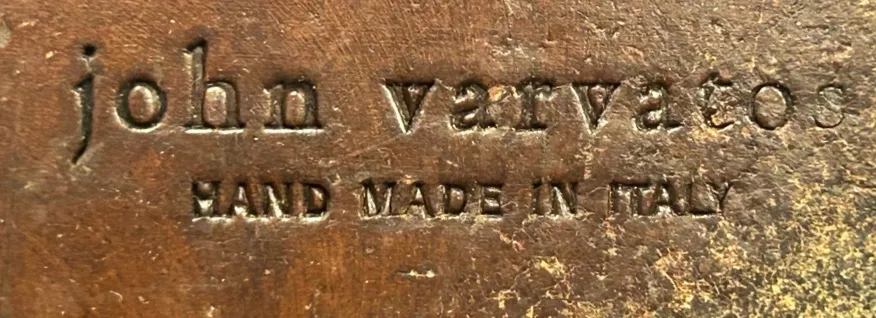 john varvatos
HAND MADE IN ITALY